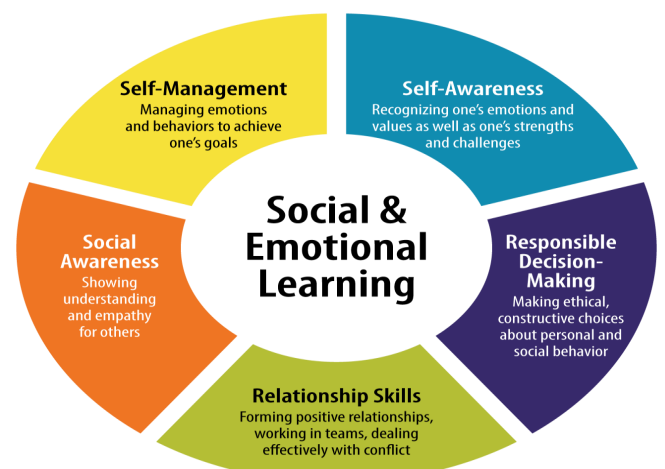 Self-Management
Managing emotions
and behaviors to achieve
one’s goals
Self-Awareness
Recognizing one’s emotions and
values as well as one’s strengths
and challenges
Social &
Emotional
Learning
Social
Awareness
Showing
understanding
and empathy
for others
Responsible
Decision-
Making
Making ethical,
constructive choices
about personal and
social behavior
Relationship Skills
Forming positive relationships,
working in teams, dealing
effectively with conflict